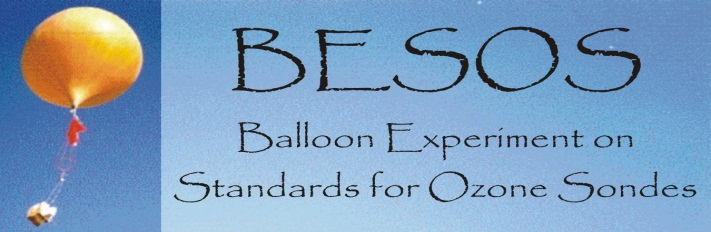 BESOS
Balloon Experiment on
Standards for Ozone Sondes